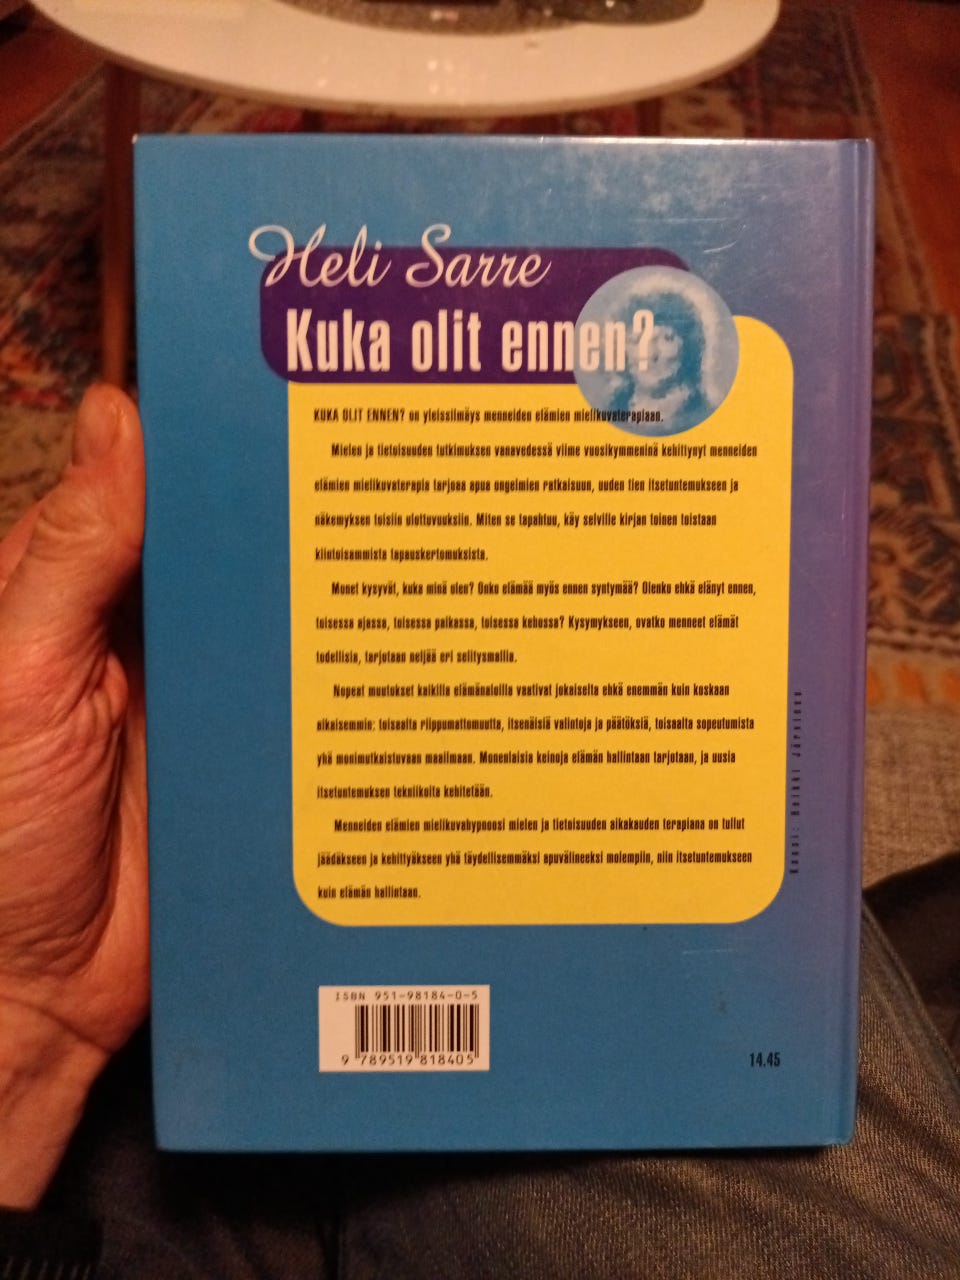 Heli Sarre
Kuka olit ennen?
KUKA OLIT ENNEN? on yleissilmäys menneiden elämien mielikuvaterapiaan.
Mielen ja tietoisuuden tutkimuksen vanavedessä viime vuosikymmeninä kehittynyt menneiden
elämien mielikuvaterapia tarjoaa apua ongelmien ratkaisuun, uuden tien itsetuntemukseen ja
näkemyksen toisiin ulottuvuuksiin. Miten se tapahtuu, käy selville kirjan toinen toistaan
kiintoisammista tapauskertomuksista.
Monet kysyvät, kuka minä olen? Onko elämää myös ennen syntymää? Olenko ehkä elänyt ennen,
toisessa ajassa, toisessa paikassa, toisessa kehossa? Kysymykseen, ovatko menneet elämät
todellisia, tarjotaan neljää eri selitysmallia.
Nopeat muutokset kaikilla elämänaloilla vaativat jokaiselta ehkä enemmän kuin koskaan
aikaisemmin: toisaalta riippumattomuutta, itsenäisiä valintoja ja päätöksiä, toisaalta sopeutumista
yhä monimutkaistuvaan maailmaan. Monenlaisia keinoja elämän hallintaan tarjotaan, ja uusia
itsetuntemuksen tekniikoita kehitetään.
Menneiden elämien mielikuvahypnoosi mielen ja tietoisuuden aikakauden terapiana on tullut
jäädäkseen ja kehittyäkseen yhä täydellisemmäksi apuvälineeksi molempiin, niin itsetuntemukseen
kuin elämän hallintaan.
Kansi: Heikki Järvinen
ISBN 951-98184-0-5
9 789519 818405
14.45